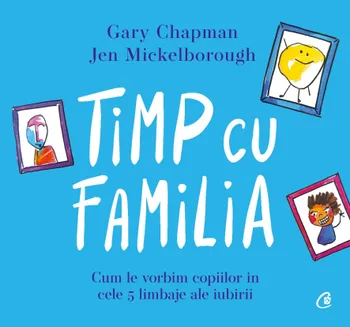 Gary Chapman
Jen Mickelborough
TiMP CU
FAMiLiA
Cum le vorbim copiilor în
cele 5 limbaje ale iubirii